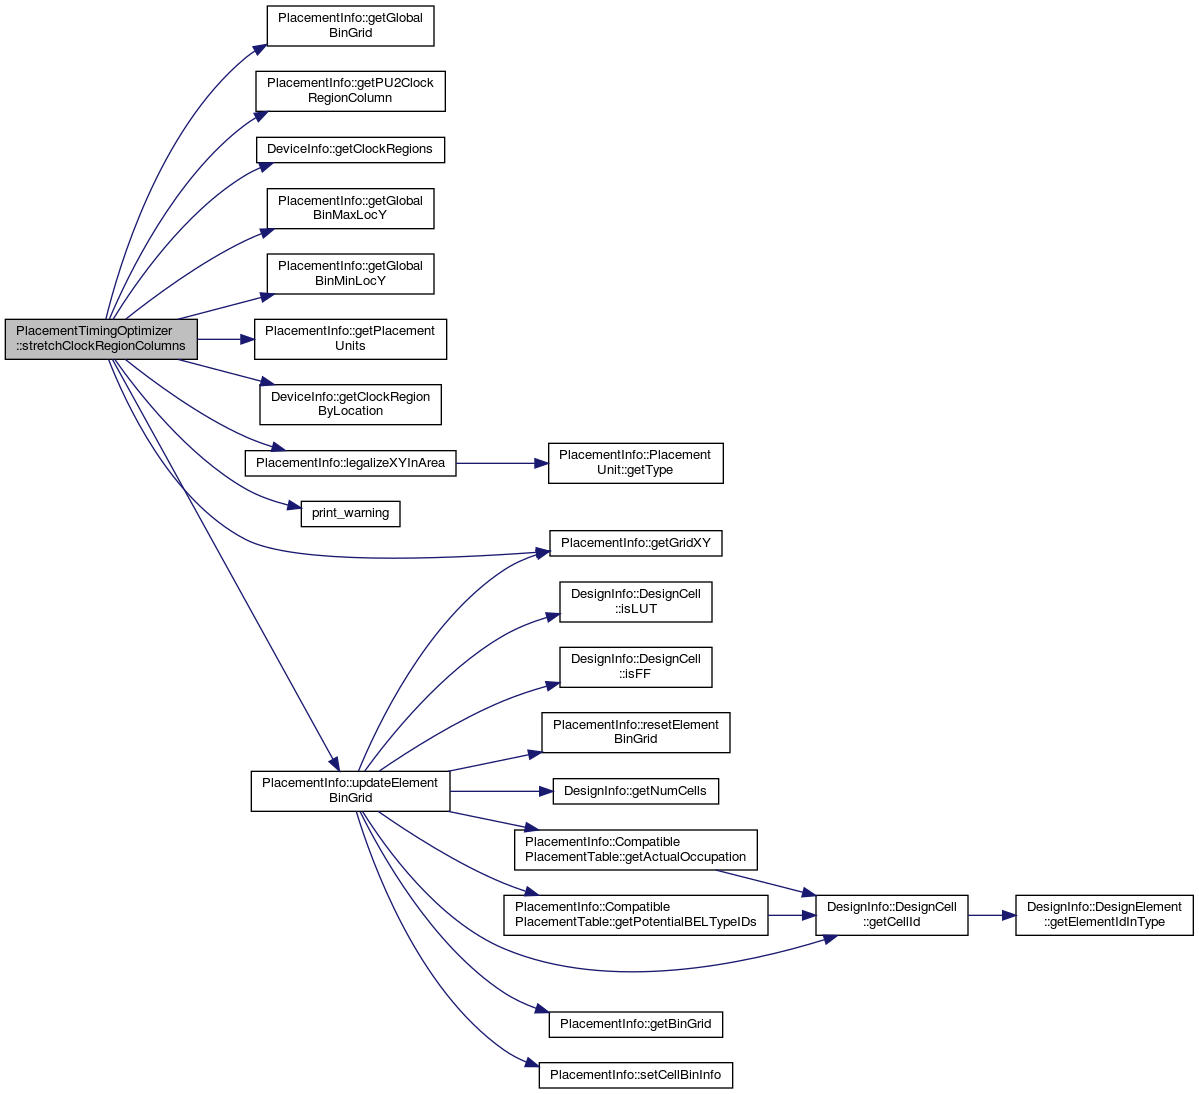 PlacementInfo::getGlobal
BinGrid
PlacementInfo::getPU2Clock
RegionColumn
DeviceInfo::getClockRegions
PlacementInfo::getGlobal
BinMaxLocY
PlacementInfo::getGlobal
BinMinLocY
PlacementTimingOptimizer
::stretchClockRegionColumns
PlacementInfo::getPlacement
Units
DeviceInfo::getClockRegion
ByLocation
PlacementInfo::legalizeXYInArea
PlacementInfo::Placement
Unit::getType
print_warning
PlacementInfo::getGridXY
DesignInfo::DesignCell
::isLUT
DesignInfo::DesignCell
::isFF
PlacementInfo::resetElement
BinGrid
PlacementInfo::updateElement
BinGrid
DesignInfo::getNumCells
PlacementInfo::Compatible
PlacementTable::getActualOccupation
PlacementInfo::Compatible
PlacementTable::getPotentialBELTypeIDs
DesignInfo::DesignCell
::getCellId
DesignInfo::DesignElement
::getElementIdInType
PlacementInfo::getBinGrid
PlacementInfo::setCellBinInfo